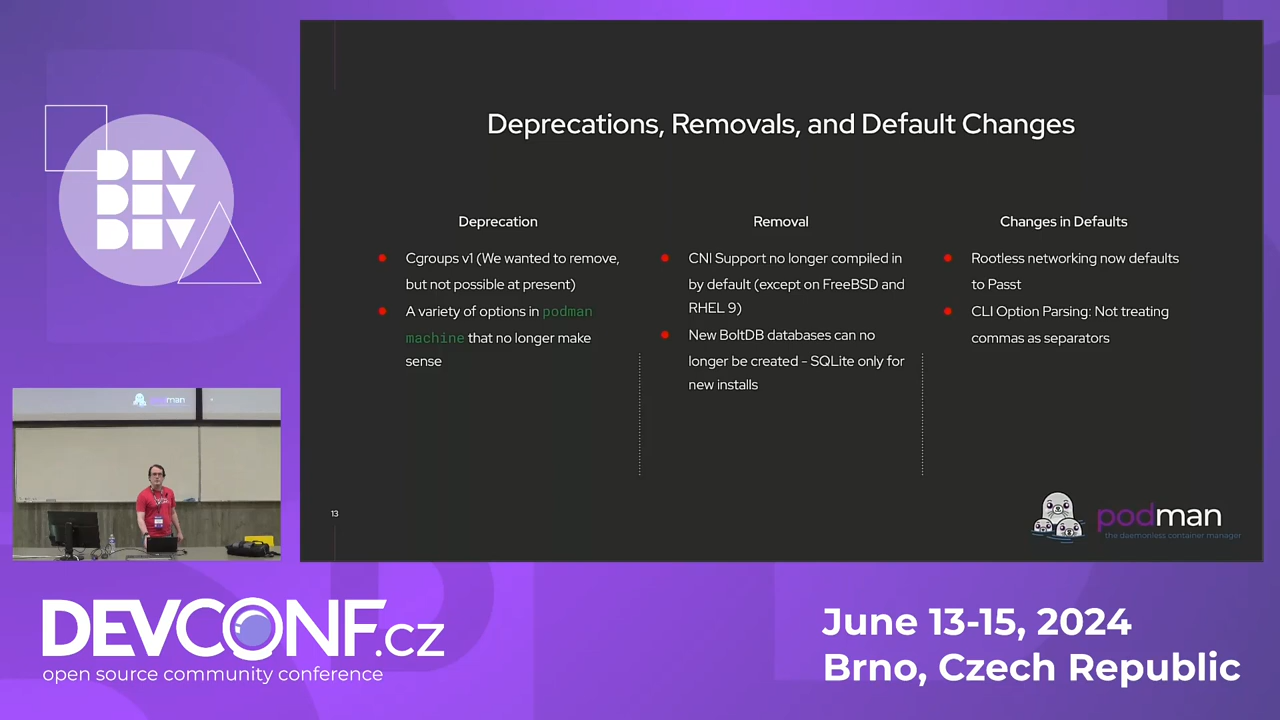 DEV
DEV
DEV
Deprecations, Removals, and Default Changes
Deprecation
Cgroups v1 (We wanted to remove,
but not possible at present)
A variety of options in podman
machine that no longer make
sense
Removal
CNI Support no longer compiled in
by default (except on FreeBSD and
RHEL 9)
New BoltDB databases can no
longer be created - SQLite only for
new installs
Changes in Defaults
Rootless networking now defaults
to Passt
CLI Option Parsing: Not treating
commas as separators
13
podman
the daemonless container manager
podman
DEVCONF.cz
open source community conference
June 13-15, 2024
Brno, Czech Republic